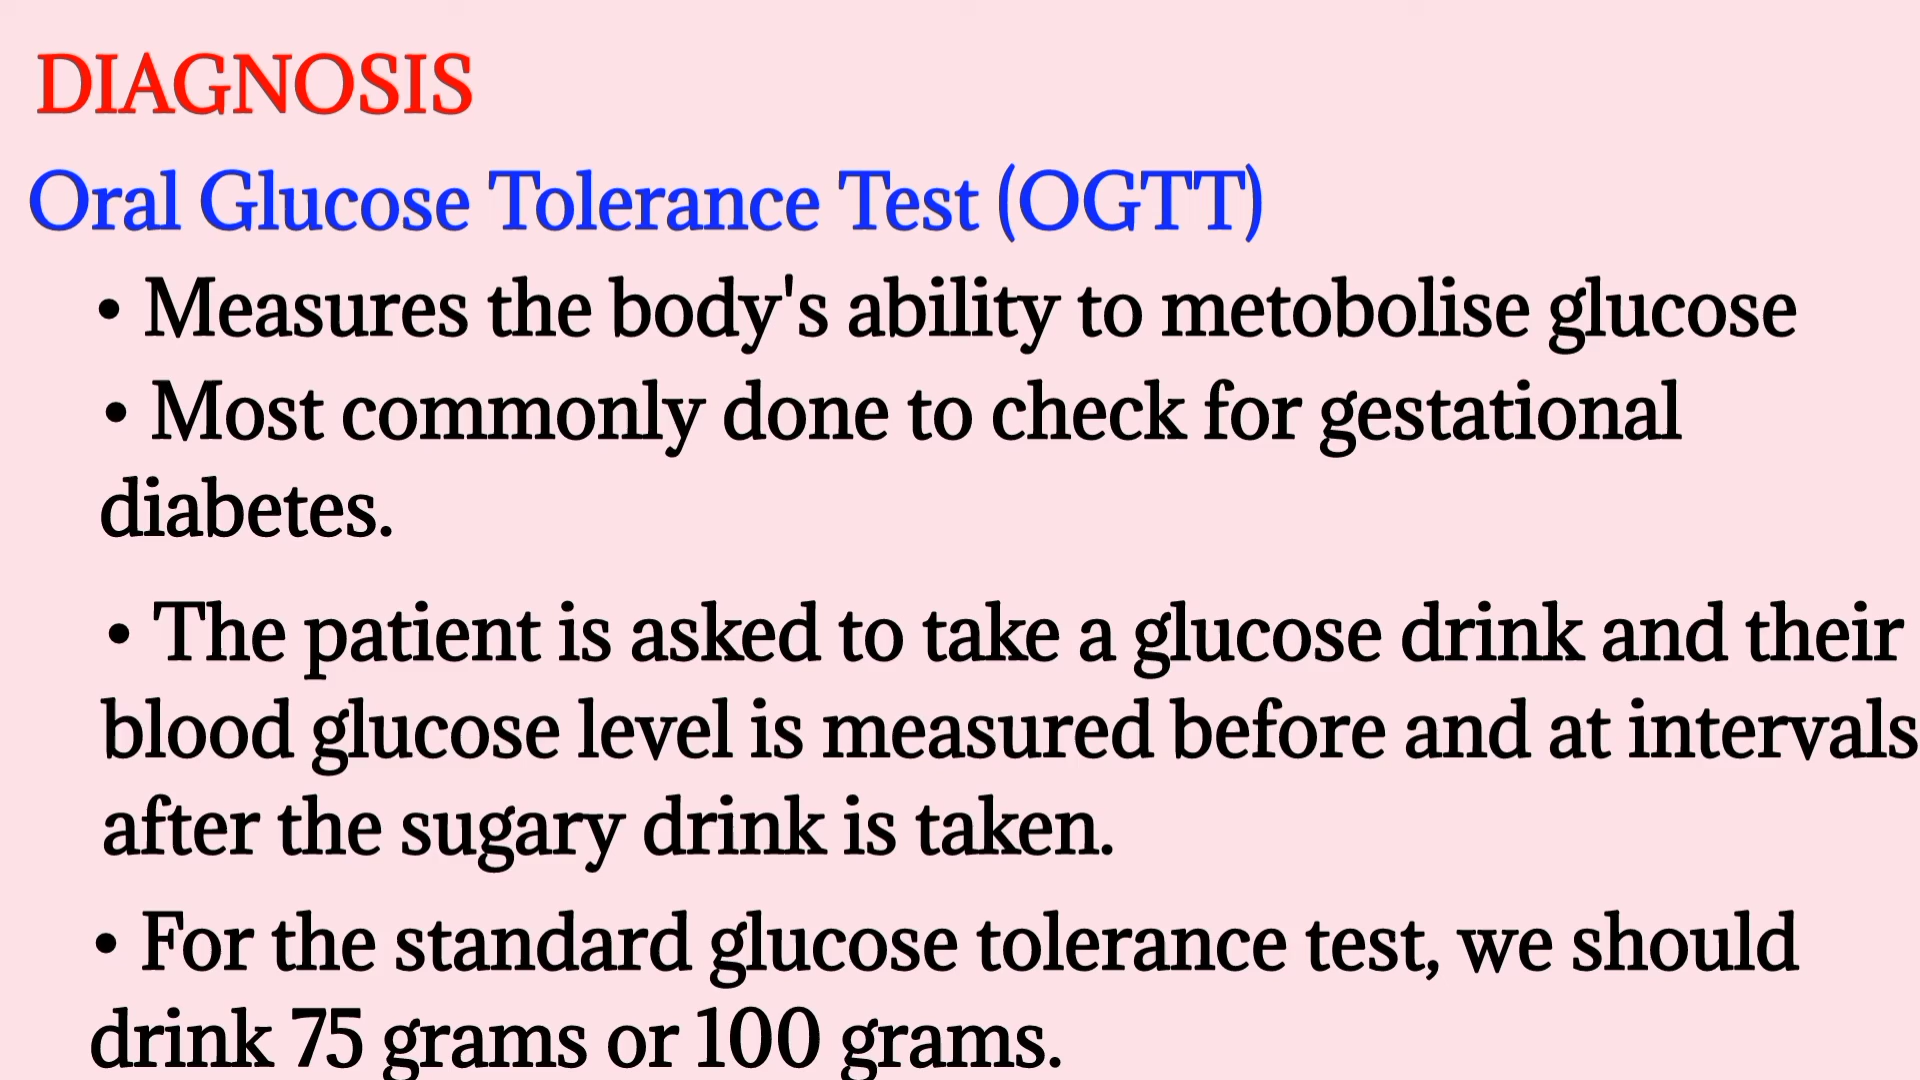 DIAGNOSIS
Oral Glucose Tolerance Test (OGTT)
• Measures the body's ability to metobolise glucose
• Most commonly done to check for gestational
diabetes.
• The patient is asked to take a glucose drink and their
blood glucose level is measured before and at intervals
after the sugary drink is taken.
• For the standard glucose tolerance test, we should
drink 75 grams or 100 grams.